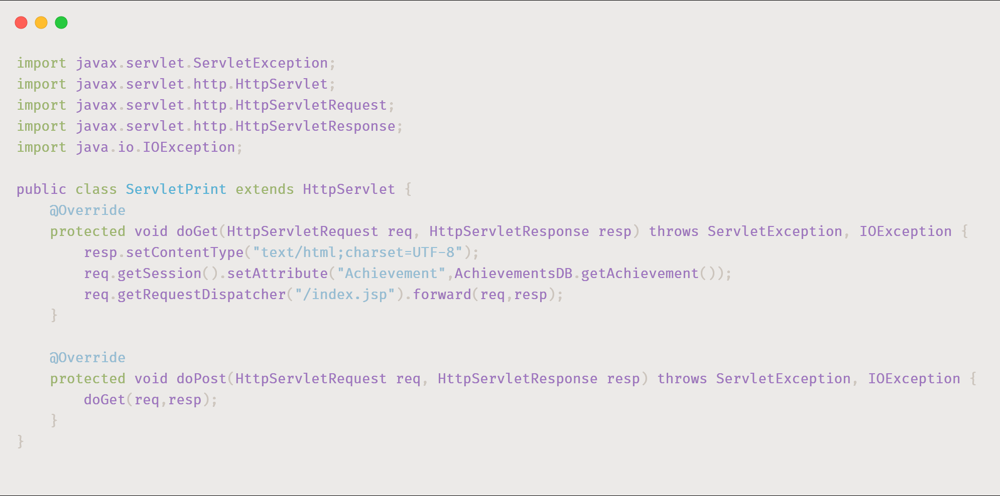 import javax.servlet.ServletException;
import javax.servlet.http.HttpServlet;
import javax.servlet.http.HttpServletRequest;
import javax.servlet.http.HttpServletResponse;
import java.io.IOException;

public class ServletPrint extends HttpServlet {
    @Override
    protected void doGet(HttpServletRequest req, HttpServletResponse resp) throws ServletException, IOException {
        resp.setContentType("text/html;charset=UTF-8");
        req.getSession().setAttribute("Achievement",AchievementsDB.getAchievement());
        req.getRequestDispatcher("/index.jsp").forward(req,resp);
    }

    @Override
    protected void doPost(HttpServletRequest req, HttpServletResponse resp) throws ServletException, IOException {
        doGet(req,resp);
    }
}